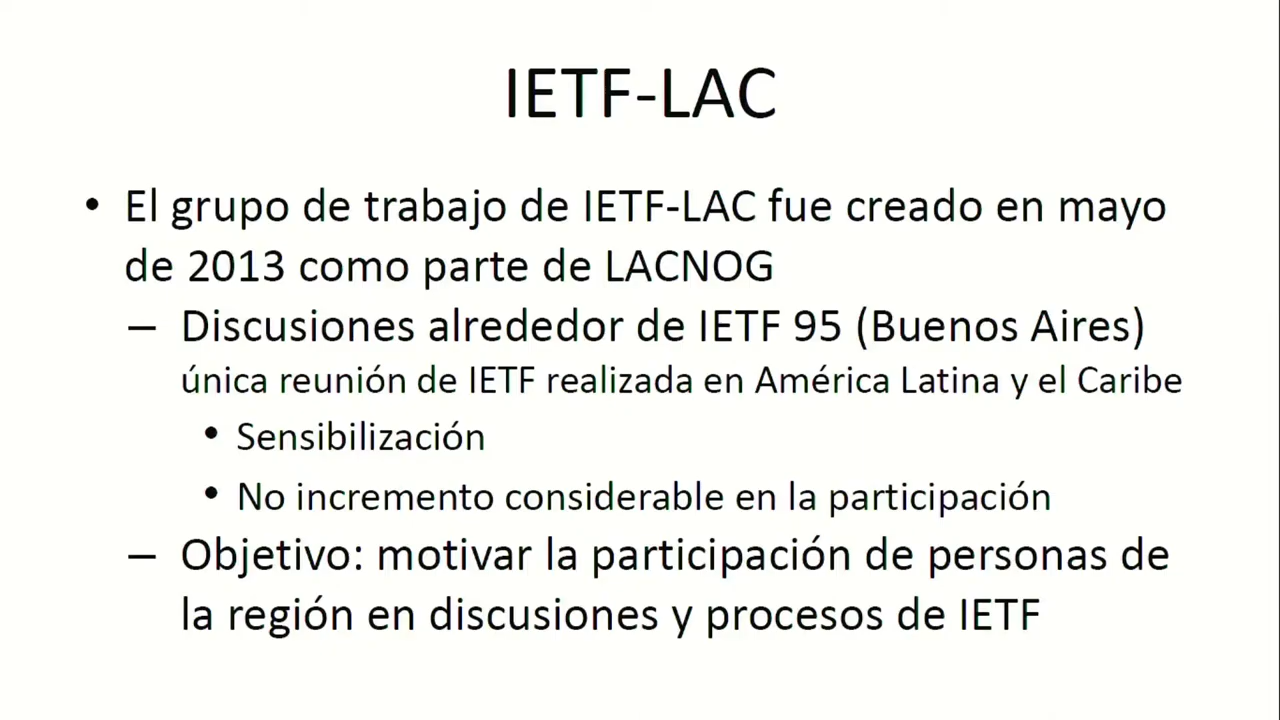 IETF-LAC
• El grupo de trabajo de IETF-LAC fue creado en mayo
de 2013 como parte de LACNOG
– Discusiones alrededor de IETF 95 (Buenos Aires)
única reunión de IETF realizada en América Latina y el Caribe
• Sensibilización
• No incremento considerable en la participación
– Objetivo: motivar la participación de personas de
la región en discusiones y procesos de IETF